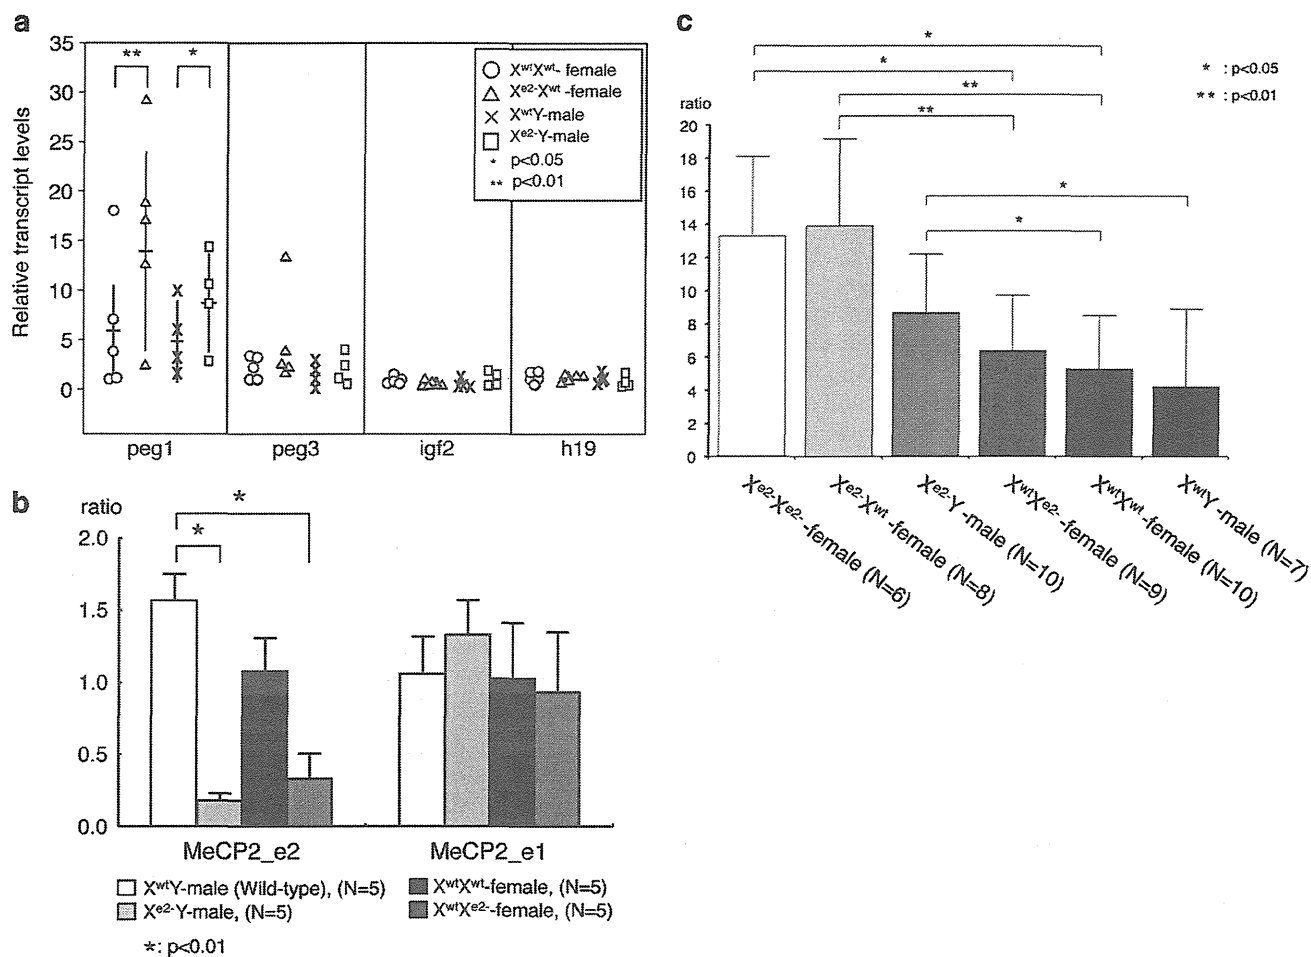 a
35
30
25
20
15
10
5
0
Relative transcript levels
**
*
XwtXwt- female
Xe2-Xwt -female
XwtY-male
Xe2-Y-male
* p<0.05
** p<0.01
peg1
peg3
igf2
h19
b
ratio
2.0
1.5
1.0
0.5
0.0
*
*
MeCP2_e2
MeCP2_e1
XwtY-male (Wild-type), (N=5)
Xe2-Y-male, (N=5)
XwtXwt-female, (N=5)
XwtXe2--female, (N=5)
*: p<0.01
c
*
*
**
**
*
*
* : p<0.05
** : p<0.01
ratio
20
18
16
14
12
10
8
6
4
2
0
Xe2-Xe2--female (N=6)
Xe2-Xwt -female (N=8)
Xe2-Y -male (N=10)
XwtXe2--female (N=9)
XwtXwt -female (N=10)
XwtY -male (N=7)